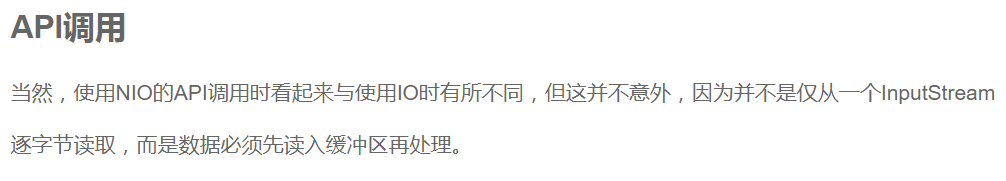 API调用
当然，使用NIO的API调用时看起来与使用IO时有所不同，但这并不意外，因为并不是仅从一个InputStream
逐字节读取，而是数据必须先读入缓冲区再处理。